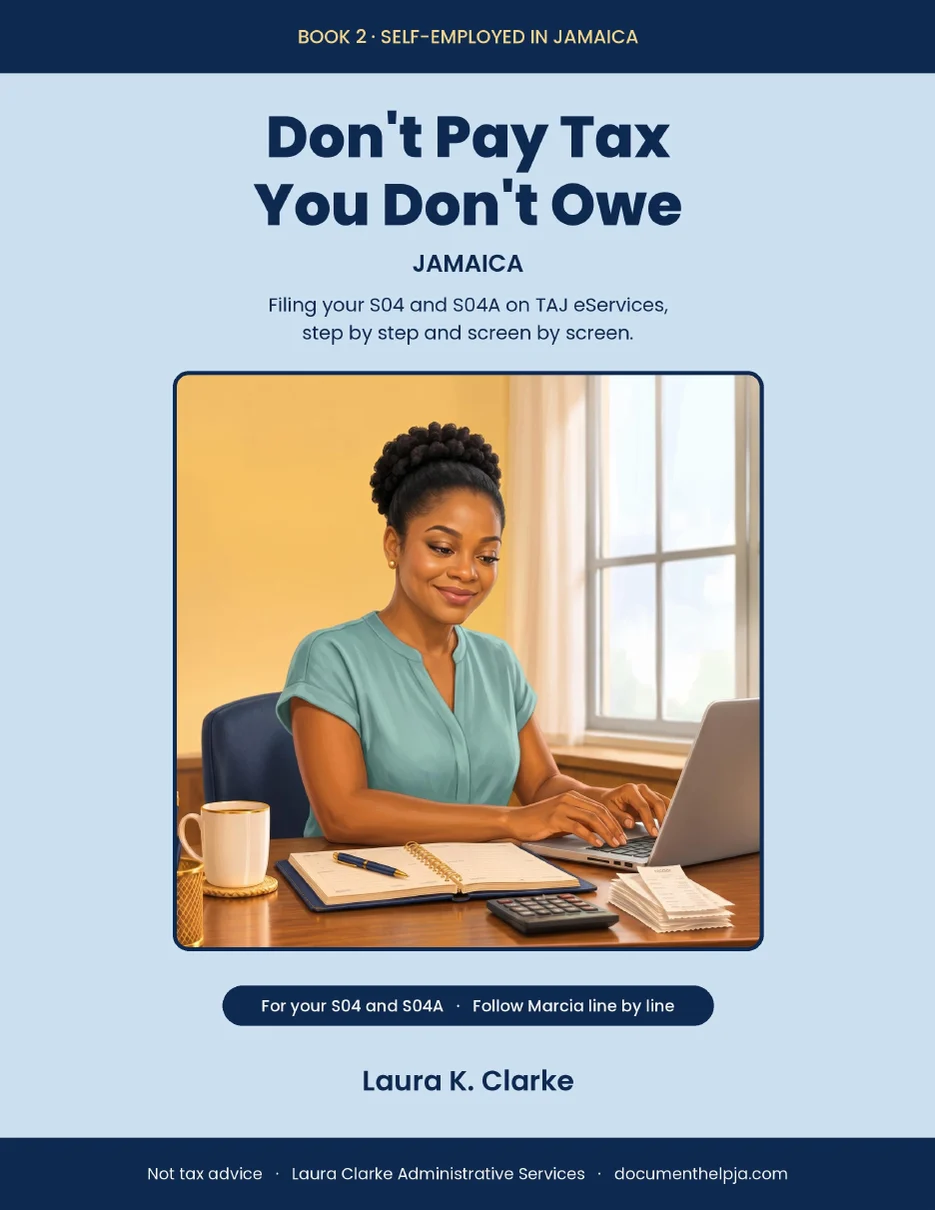 BOOK 2 · SELF-EMPLOYED IN JAMAICA
Don't Pay Tax
You Don't Owe
JAMAICA
Filing your S04 and S04A on TAJ eServices,
step by step and screen by screen.
For your S04 and S04A · Follow Marcia line by line
Laura K. Clarke
Not tax advice · Laura Clarke Administrative Services · documenthelpja.com